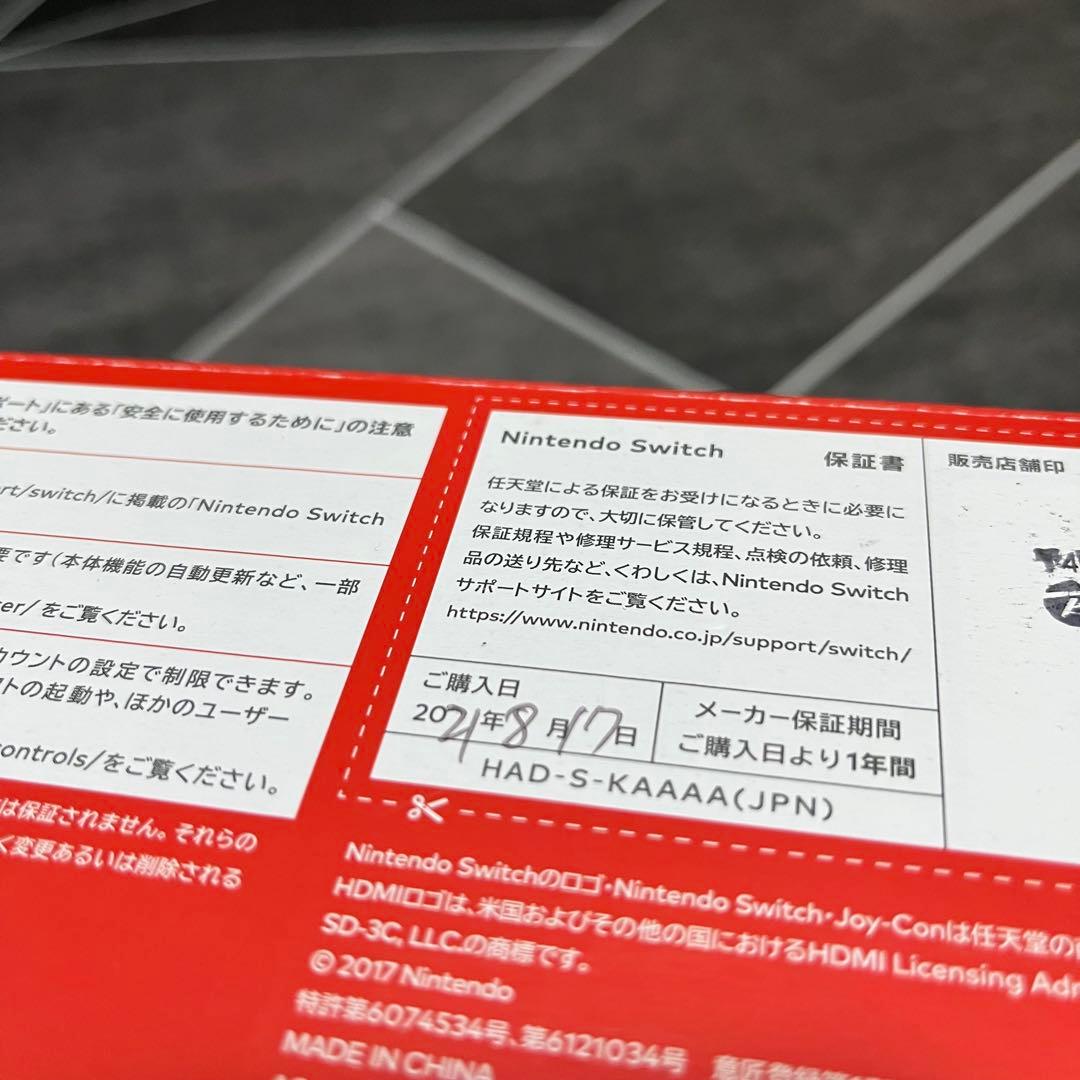 ポート」にある「安全に使用するために」の注意
ださい。
rt/switch/に掲載の「Nintendo Switch
要です(本体機能の自動更新など、一部
er/ をご覧ください。
カウントの設定で制限できます。
トの起動や、ほかのユーザー
controls/をご覧ください。
は保証されません。それらの
く変更あるいは削除される
Nintendo Switch
保証書
任天堂による保証をお受けになるときに必要に
なりますので、大切に保管してください。
保証規程や修理サービス規程、点検の依頼、修理
品の送り先など、くわしくは、Nintendo Switch
サポートサイトをご覧ください。
https://www.nintendo.co.jp/support/switch/
ご購入日
2021年8月17日
メーカー保証期間
ご購入日より1年間
HAD-S-KAAAA(JPN)
販売店舗印
Nintendo Switchのロゴ・Nintendo Switch・Joy-Conは任天堂の
HDMIロゴは、米国およびその他の国におけるHDMI Licensing Adm
SD-3C, LLC.の商標です。
© 2017 Nintendo
特許第6074534号、第6121034号 意匠登録第
MADE IN CHINA